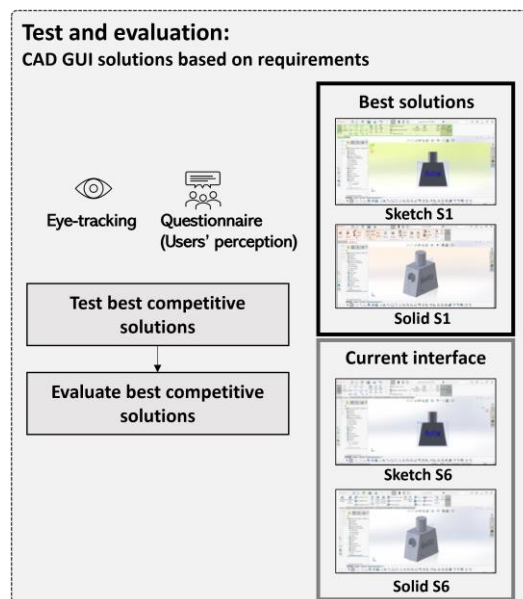 Test and evaluation:
CAD GUI solutions based on requirements
Eye-tracking
Questionnaire
(Users' perception)
Test best competitive
solutions
Evaluate best competitive
solutions
Best solutions
Sketch S1
Solid S1
Current interface
Sketch S6
Solid S6